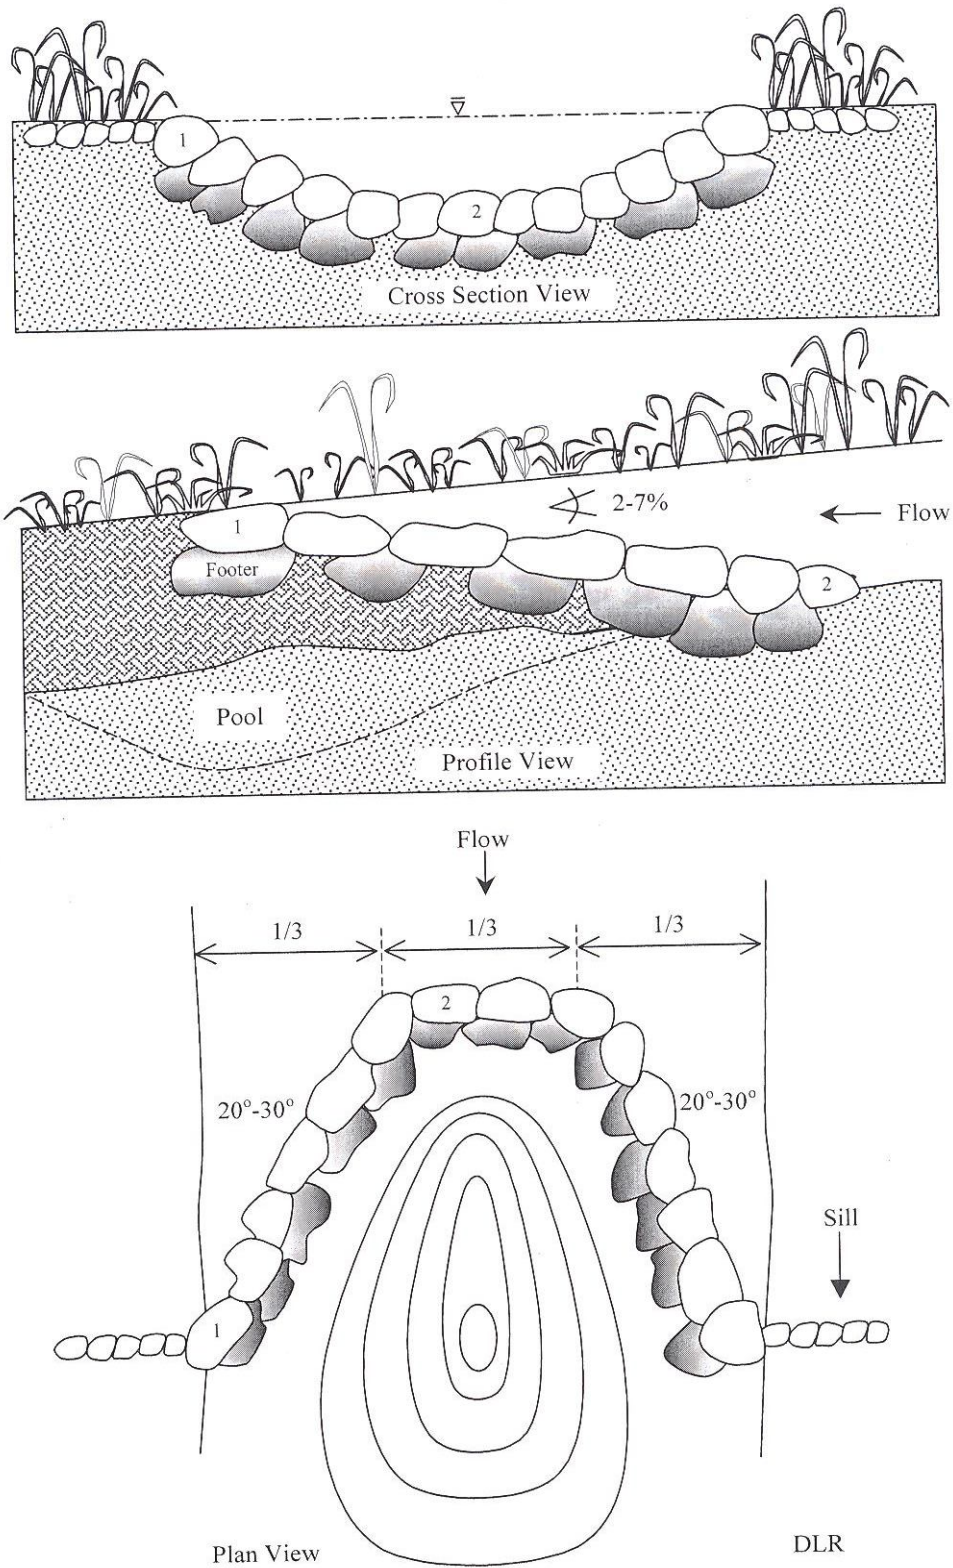 1
2
Cross Section View
2-7%
Flow
1
Footer
2
Pool
Profile View
Flow
1/3 1/3 1/3
2
20°-30° 20°-30°
Sill
1
Plan View
DLR